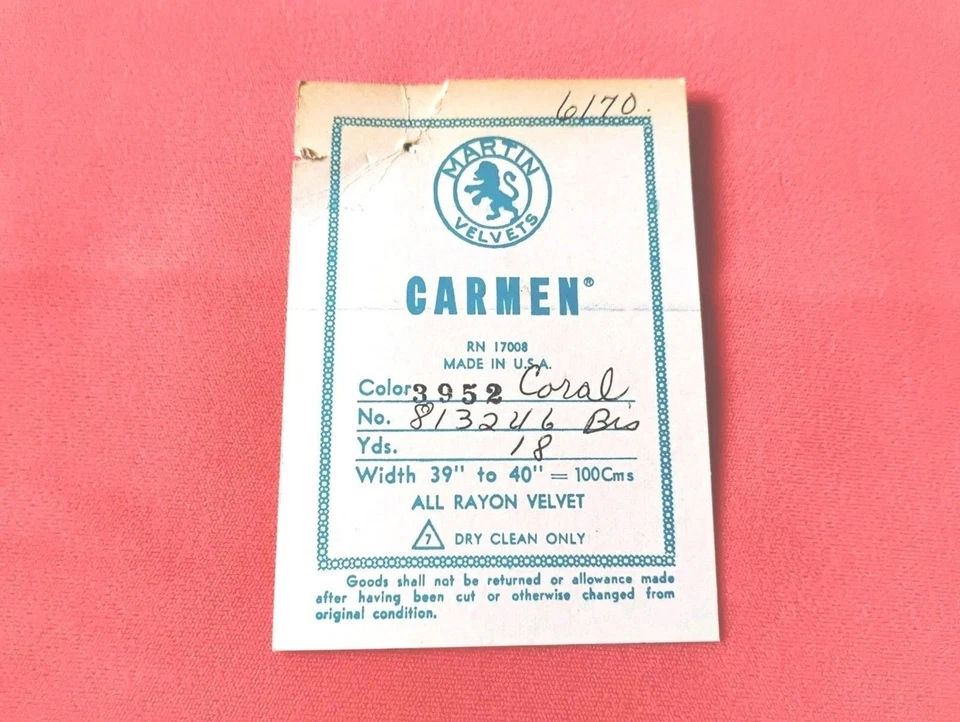 6170.
MARTIN
VELVETS
CARMEN®
RN 17008
MADE IN U.S.A.
Color 3952 Coral
No. 813246 Bis
Yds. 18
Width 39" to 40" = 100Cms
ALL RAYON VELVET
7 DRY CLEAN ONLY
Goods shall not be returned or allowance made
after having been cut or otherwise changed from
original condition.